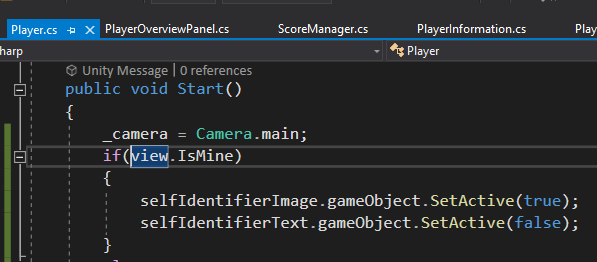 Player.cs PlayerOverviewPanel.cs ScoreManager.cs PlayerInformation.cs Play
harp Player
Unity Message | 0 references
public void Start()
{
_camera = Camera.main;
if(view.IsMine)
{
selfIdentifierImage.gameObject.SetActive(true);
selfIdentifierText.gameObject.SetActive(false);
}